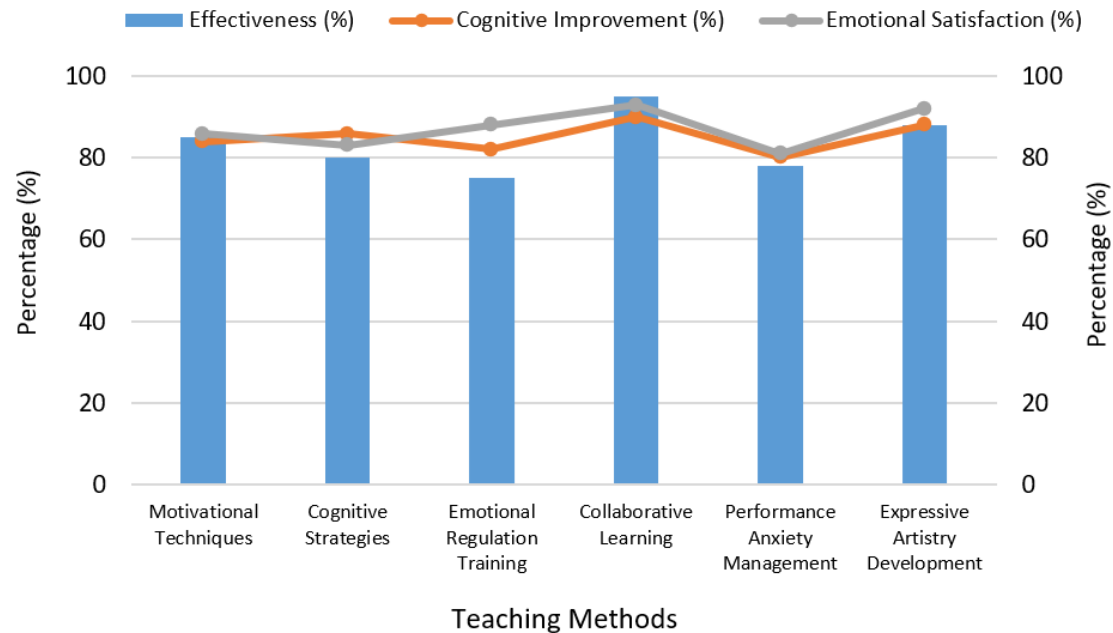 Effectiveness (%) Cognitive Improvement (%) Emotional Satisfaction (%)
100 100
80 80
60 60
40 40
20 20
0 0
Percentage (%)
Percentage (%)
Motivational Techniques
Cognitive Strategies
Emotional Regulation Training
Collaborative Learning
Performance Anxiety Management
Expressive Artistry Development
Teaching Methods